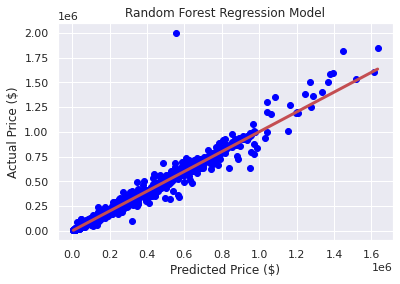 Random Forest Regression Model
1e6
2.00
1.75
1.50
1.25
1.00
0.75
0.50
0.25
0.00
Actual Price ($)
0.0 0.2 0.4 0.6 0.8 1.0 1.2 1.4 1.6
Predicted Price ($)
1e6